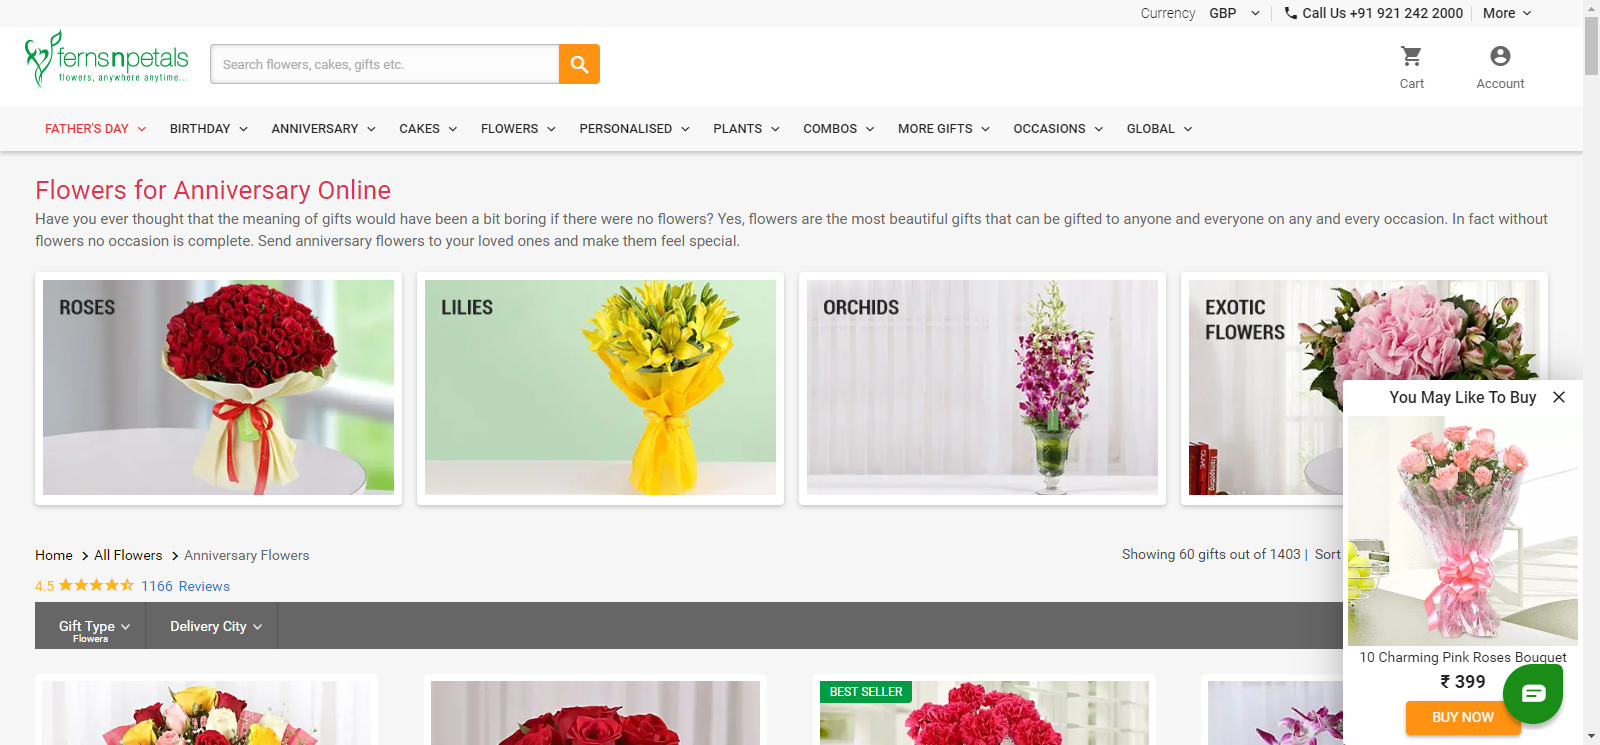 Currency GBP Call Us +91 921 242 2000 More
fernsnpetals
flowers, anywhere anytime...
Search flowers, cakes, gifts etc.
Cart Account
FATHER'S DAY BIRTHDAY ANNIVERSARY CAKES FLOWERS PERSONALISED PLANTS COMBOS MORE GIFTS OCCASIONS GLOBAL
Flowers for Anniversary Online
Have you ever thought that the meaning of gifts would have been a bit boring if there were no flowers? Yes, flowers are the most beautiful gifts that can be gifted to anyone and everyone on any and every occasion. In fact without
flowers no occasion is complete. Send anniversary flowers to your loved ones and make them feel special.
ROSES
LILIES
ORCHIDS
EXOTIC
FLOWERS
You May Like To Buy
10 Charming Pink Roses Bouquet
₹ 399
BUY NOW
Home > All Flowers > Anniversary Flowers
Showing 60 gifts out of 1403 | Sort
4.5 1166 Reviews
Gift Type
Flowers
Delivery City
BEST SELLER